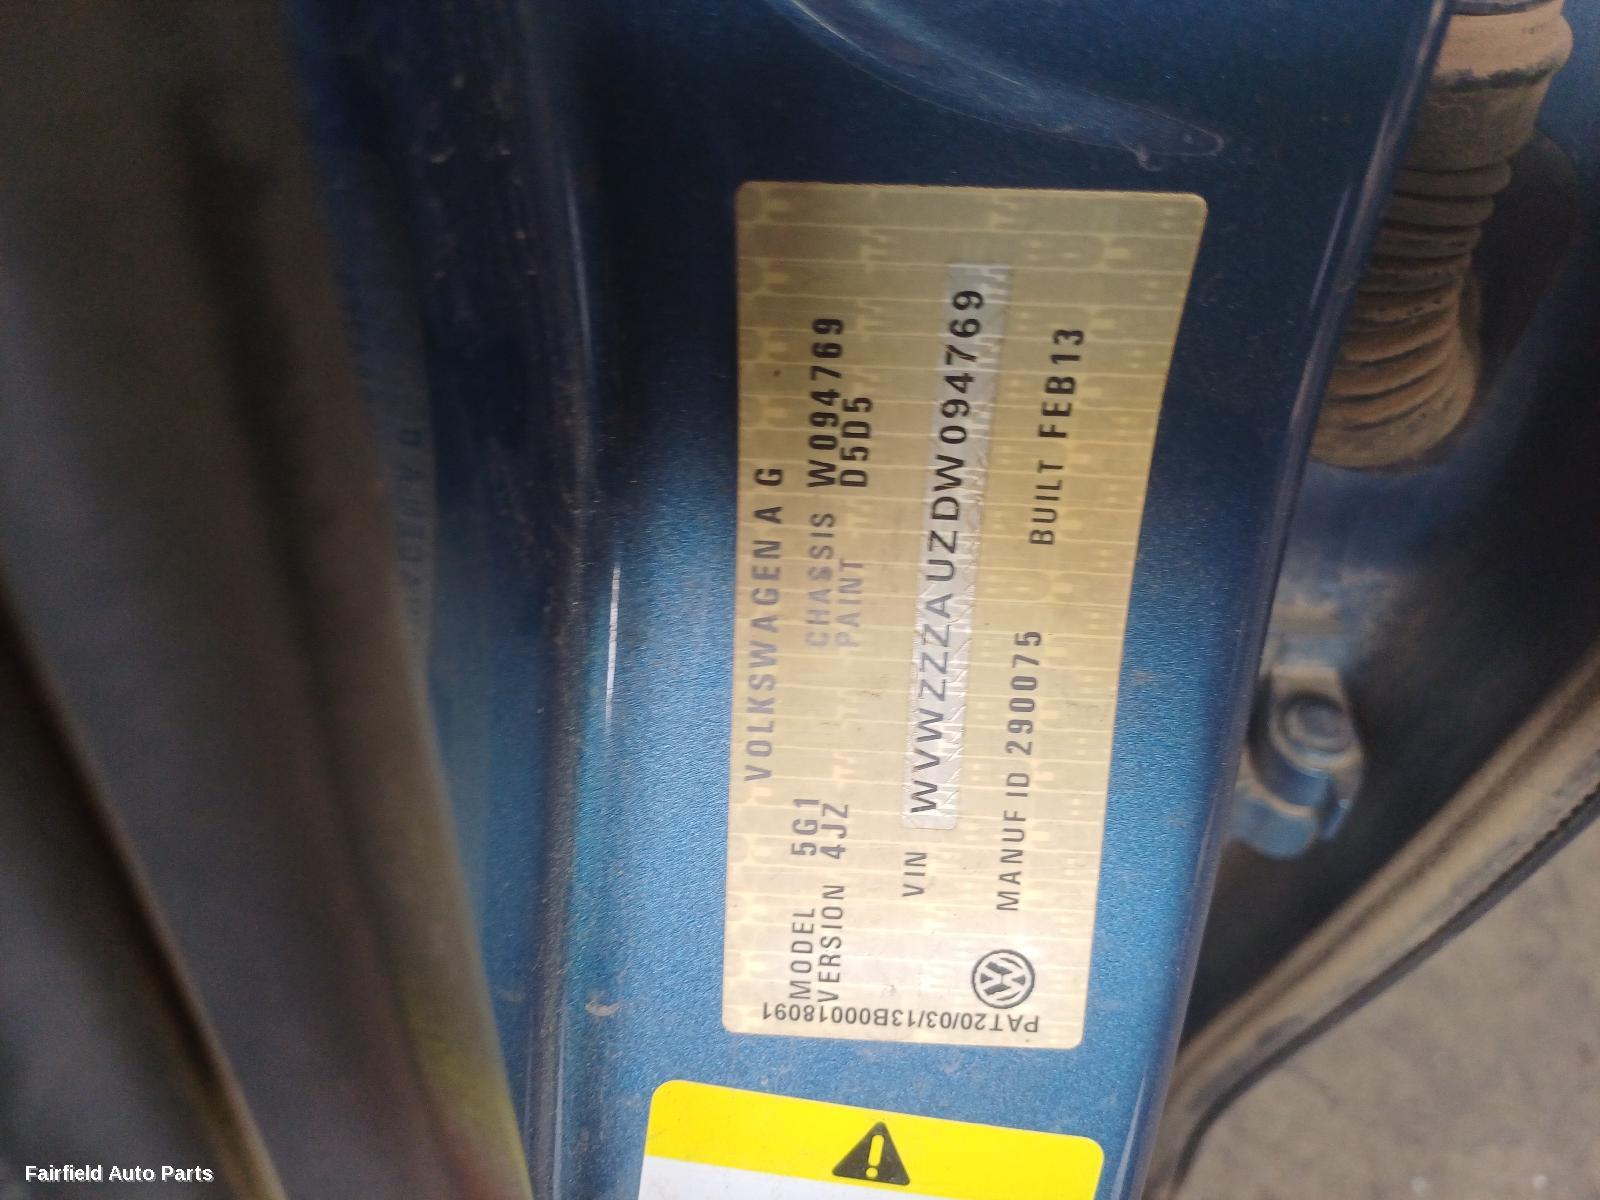 VOLKSWAGEN AG
MODEL 5G1 CHASSIS W094769
VERSION 4JZ PAINT D5D5
VIN WVWZZZAUZDW094769
MANUF ID 290075 BUILT FEB13
PAT20/03/13B00018091
Fairfield Auto Parts